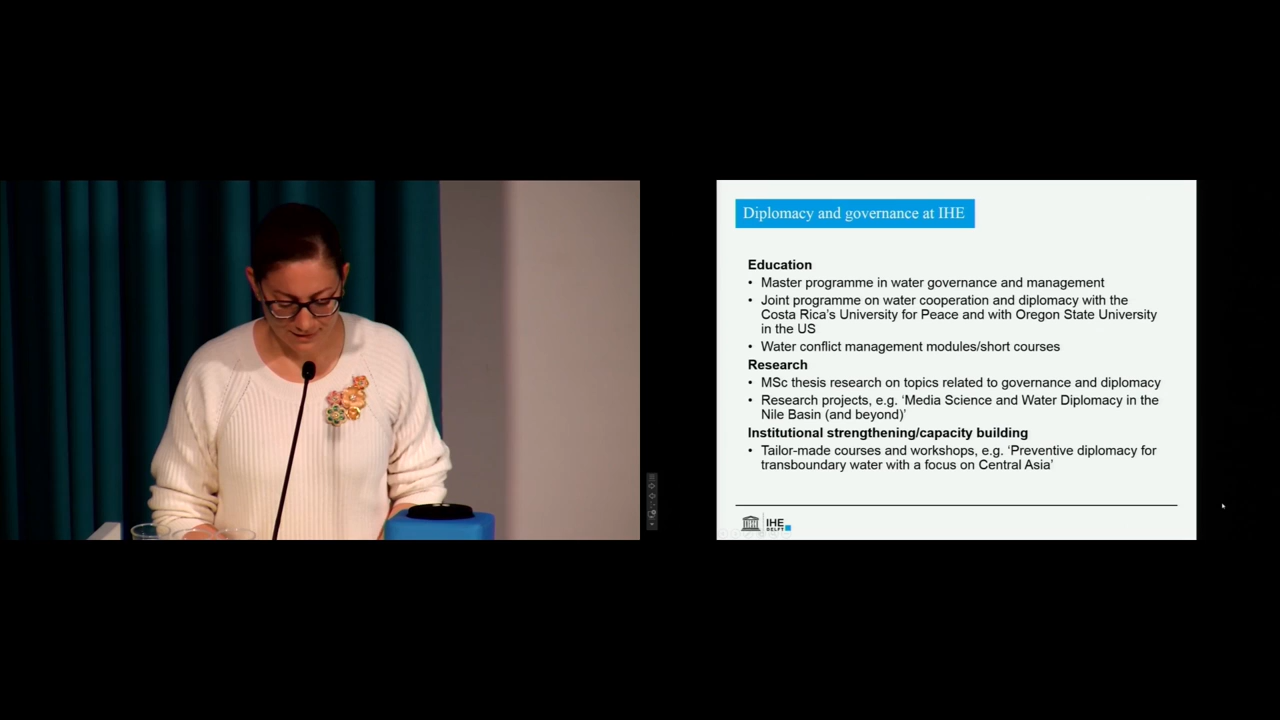 Diplomacy and governance at IHE
Education
• Master programme in water governance and management
• Joint programme on water cooperation and diplomacy with the
Costa Rica’s University for Peace and with Oregon State University
in the US
• Water conflict management modules/short courses
Research
• MSc thesis research on topics related to governance and diplomacy
• Research projects, e.g. ‘Media Science and Water Diplomacy in the
Nile Basin (and beyond)’
Institutional strengthening/capacity building
• Tailor-made courses and workshops, e.g. ‘Preventive diplomacy for
transboundary water with a focus on Central Asia’
IHE
DELFT